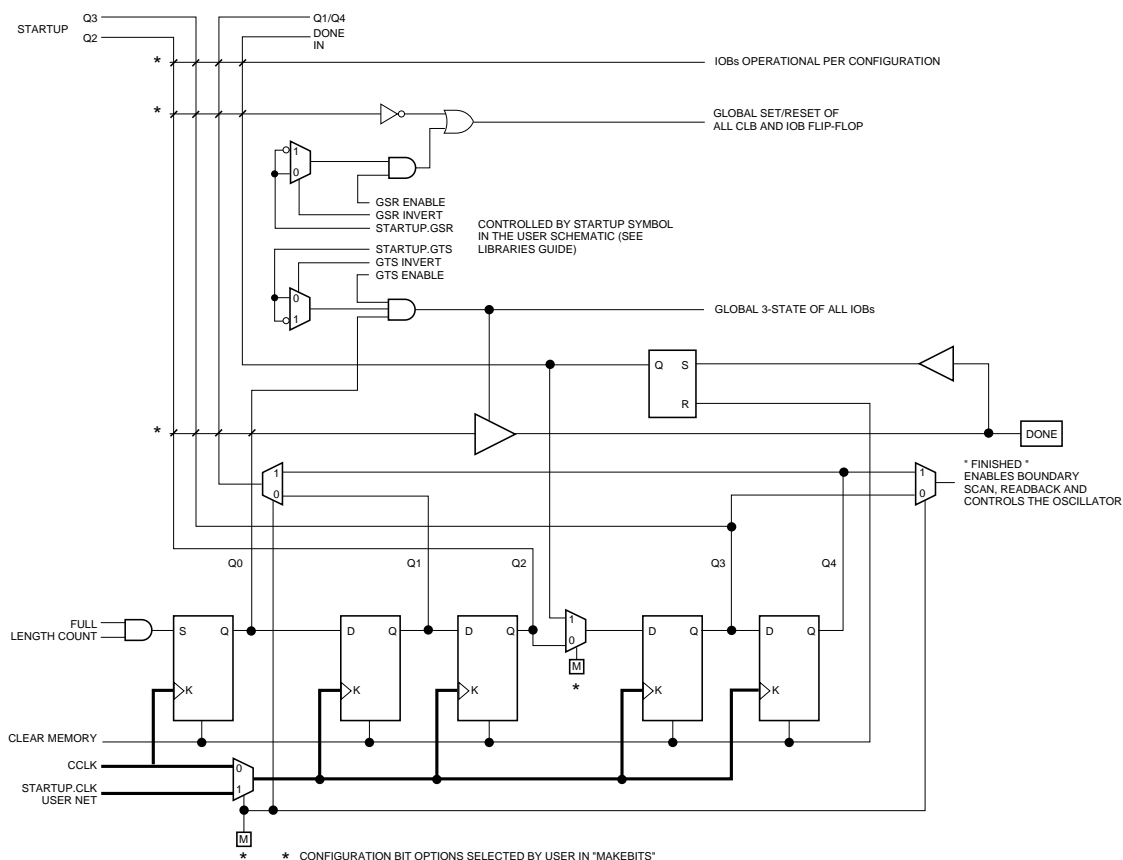 Q3
Q1/Q4
STARTUP
Q2
DONE
IN
*
IOBs OPERATIONAL PER CONFIGURATION
*
GLOBAL SET/RESET OF
ALL CLB AND IOB FLIP-FLOP
1
0
GSR ENABLE
GSR INVERT
STARTUP.GSR
CONTROLLED BY STARTUP SYMBOL
IN THE USER SCHEMATIC (SEE
LIBRARIES GUIDE)
STARTUP.GTS
GTS INVERT
GTS ENABLE
0
1
GLOBAL 3-STATE OF ALL IOBs
Q S
R
*
DONE
1
0
1
0
" FINISHED "
ENABLES BOUNDARY
SCAN, READBACK AND
CONTROLS THE OSCILLATOR
Q0
Q1
Q2
Q3
Q4
FULL
LENGTH COUNT
S Q
K
D Q
K
D Q
K
1
0
M
*
D Q
K
D Q
K
CLEAR MEMORY
CCLK
0
STARTUP.CLK
USER NET
1
M
*
* CONFIGURATION BIT OPTIONS SELECTED BY USER IN "MAKEBITS"